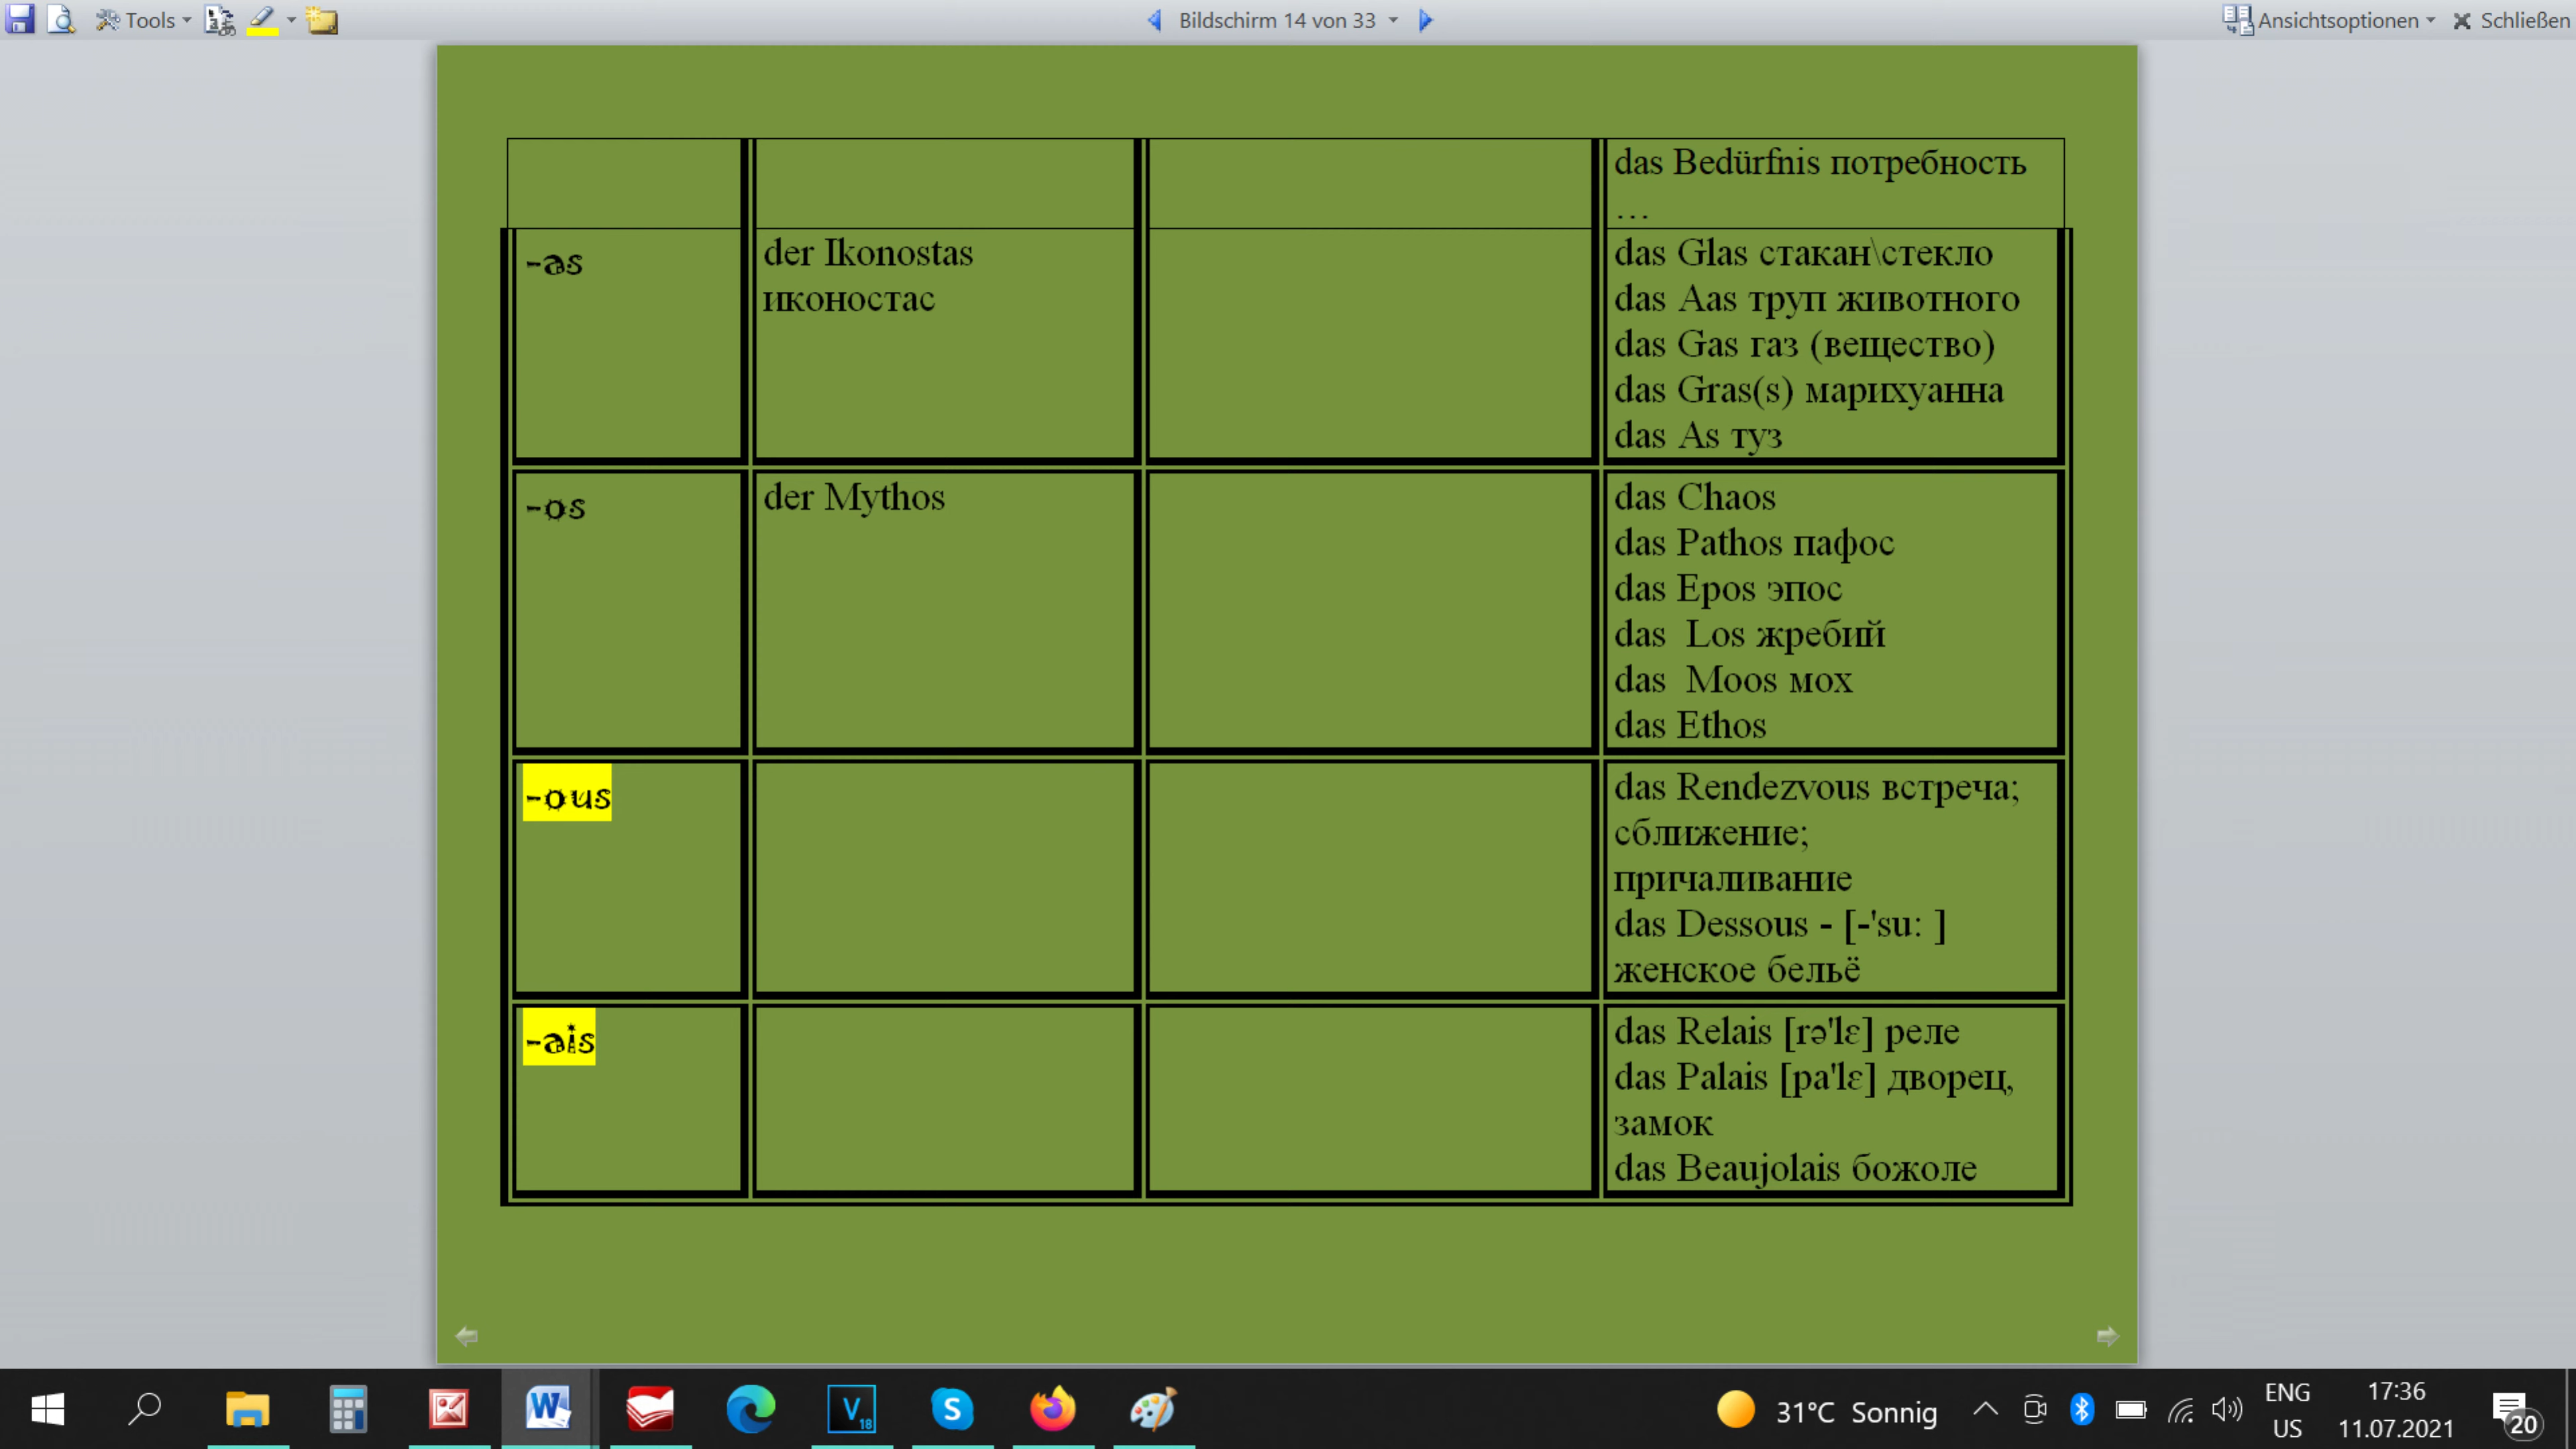 Tools
Bildschirm 14 von 33
Ansichtsoptionen
Schließen
das Bedürfnis потребность
…
-as
der Ikonostas
иконостас
das Glas стакан\стекло
das Aas труп животного
das Gas газ (вещество)
das Gras(s) марихуанна
das As туз
-os
der Mythos
das Chaos
das Pathos пафос
das Epos эпос
das Los жребий
das Moos мох
das Ethos
-ous
das Rendezvous встреча;
сближение;
причаливание
das Dessous - [-'su: ]
женское бельё
-ais
das Relais [rə'lɛ] реле
das Palais [pa'lɛ] дворец,
замок
das Beaujolais божоле
31°C Sonnig
ENG
US
17:36
11.07.2021
20